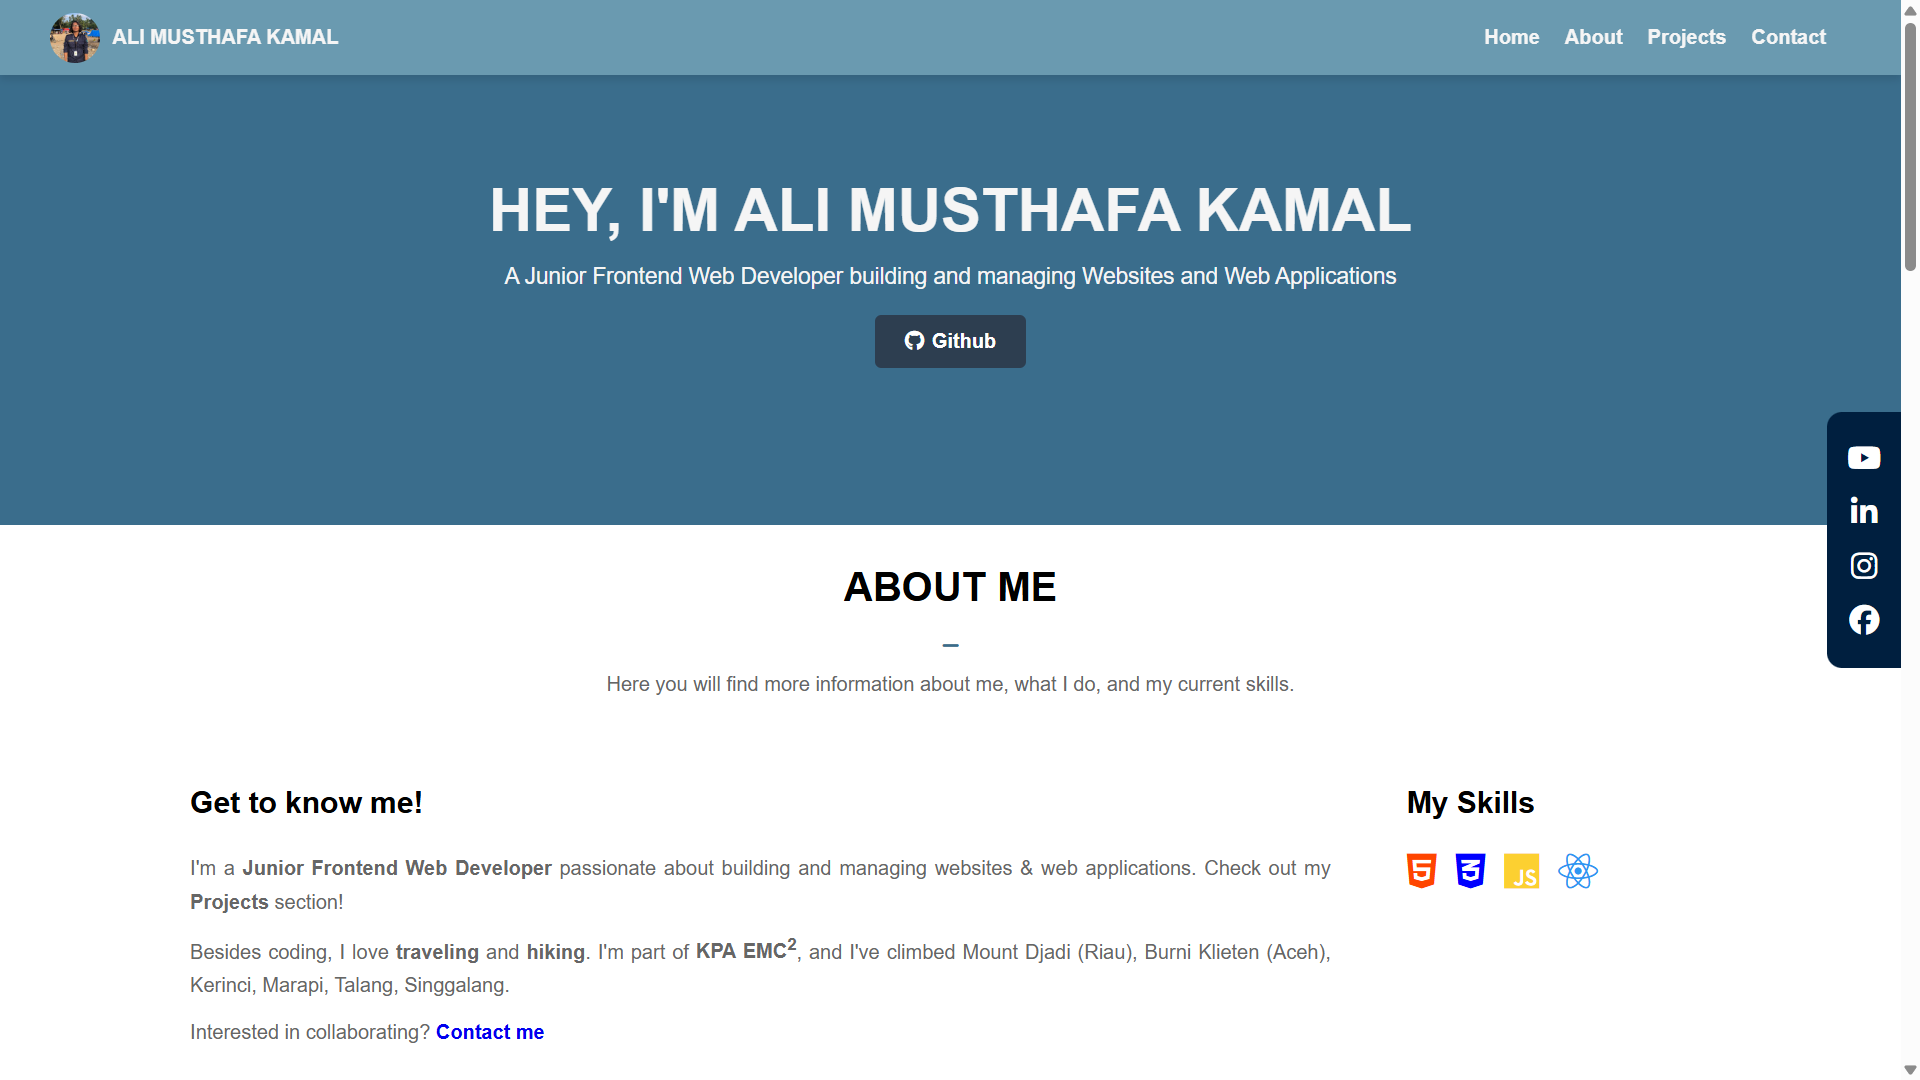 ALI MUSTHAFA KAMAL
Home About Projects Contact
HEY, I'M ALI MUSTHAFA KAMAL
A Junior Frontend Web Developer building and managing Websites and Web Applications
Github
ABOUT ME
Here you will find more information about me, what I do, and my current skills.
Get to know me!
I'm a Junior Frontend Web Developer passionate about building and managing websites & web applications. Check out my
Projects section!
Besides coding, I love traveling and hiking. I'm part of KPA EMC², and I've climbed Mount Djadi (Riau), Burni Klieten (Aceh),
Kerinci, Marapi, Talang, Singgalang.
Interested in collaborating? Contact me
My Skills
5 3 JS